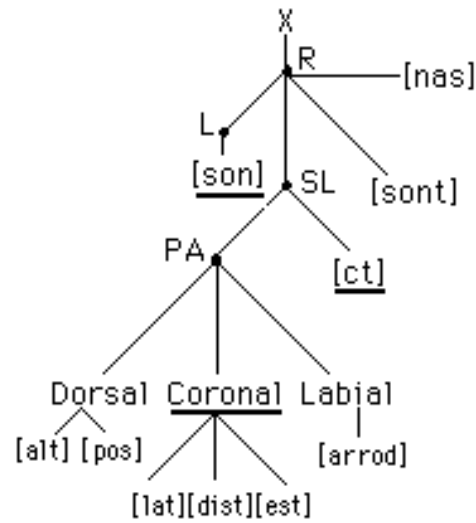 X
R
[nas]
L
[son]
SL
[sont]
PA
[ct]
Dorsal Coronal Labial
[alt] [pos]
[arrod]
[lat][dist][est]